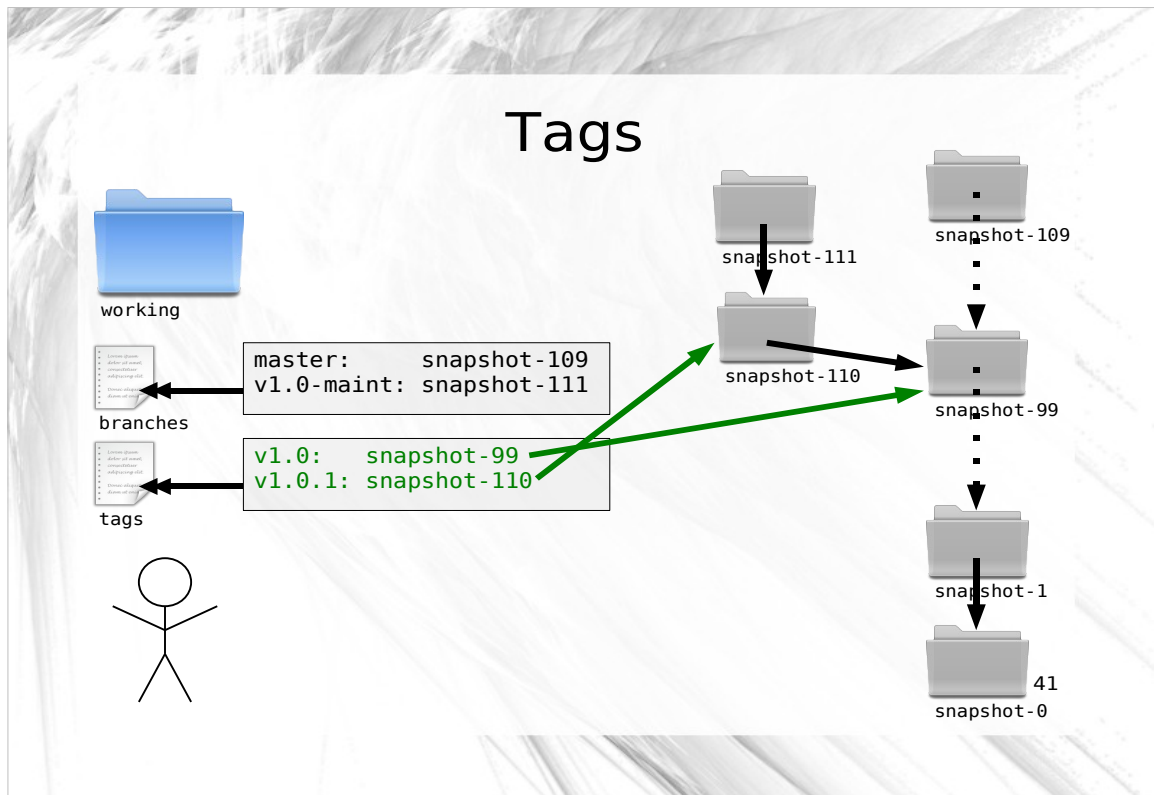 Tags
working
branches
tags
master:     snapshot-109
v1.0-maint: snapshot-111
v1.0:   snapshot-99
v1.0.1: snapshot-110
snapshot-111
snapshot-110
snapshot-109
snapshot-99
snapshot-1
snapshot-0
41